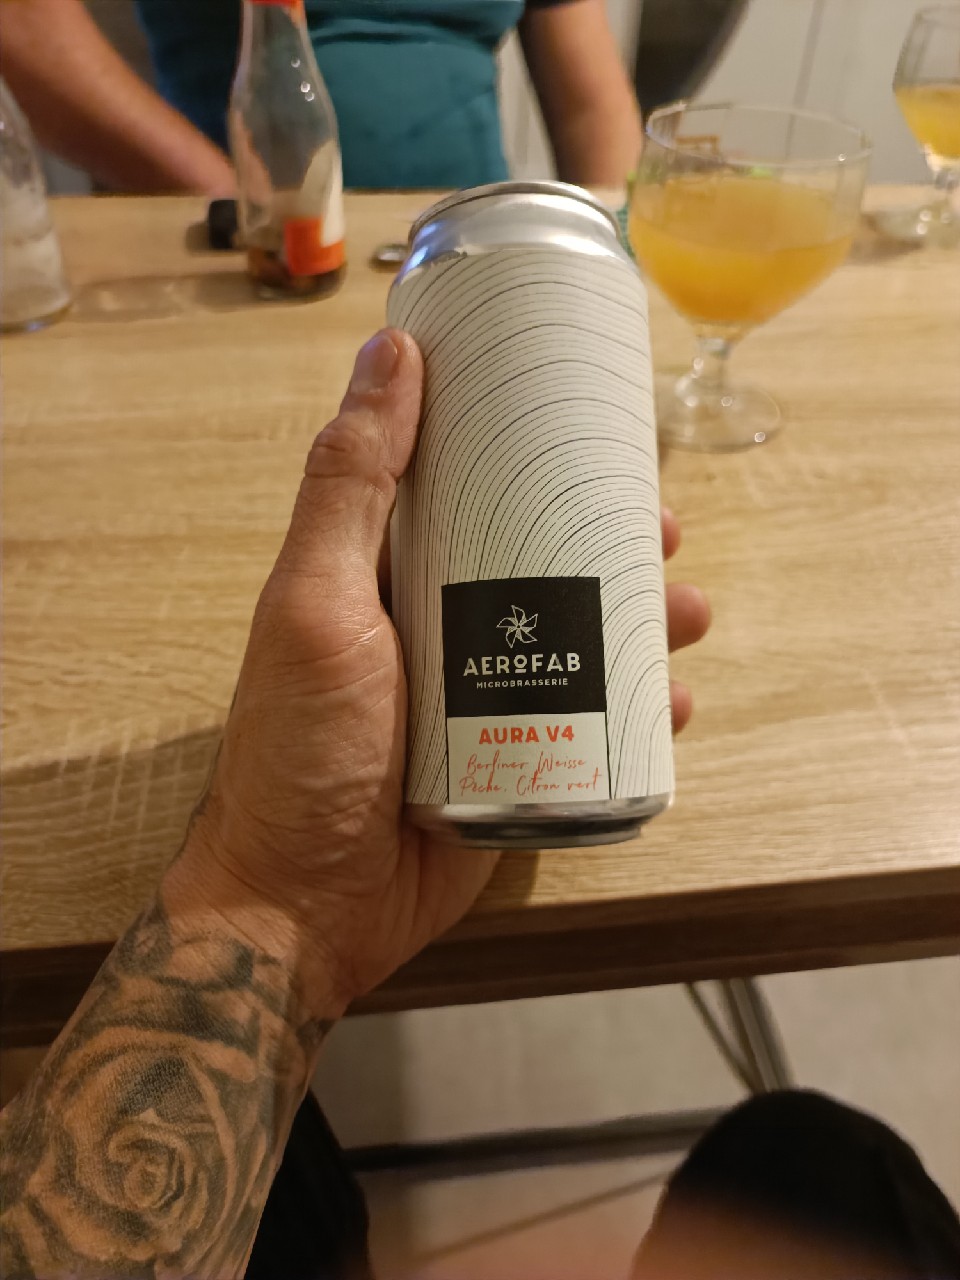 AEROFAB
MICROBRASSERIE
AURA V4
Berliner Weisse
Pêche, Citron vert